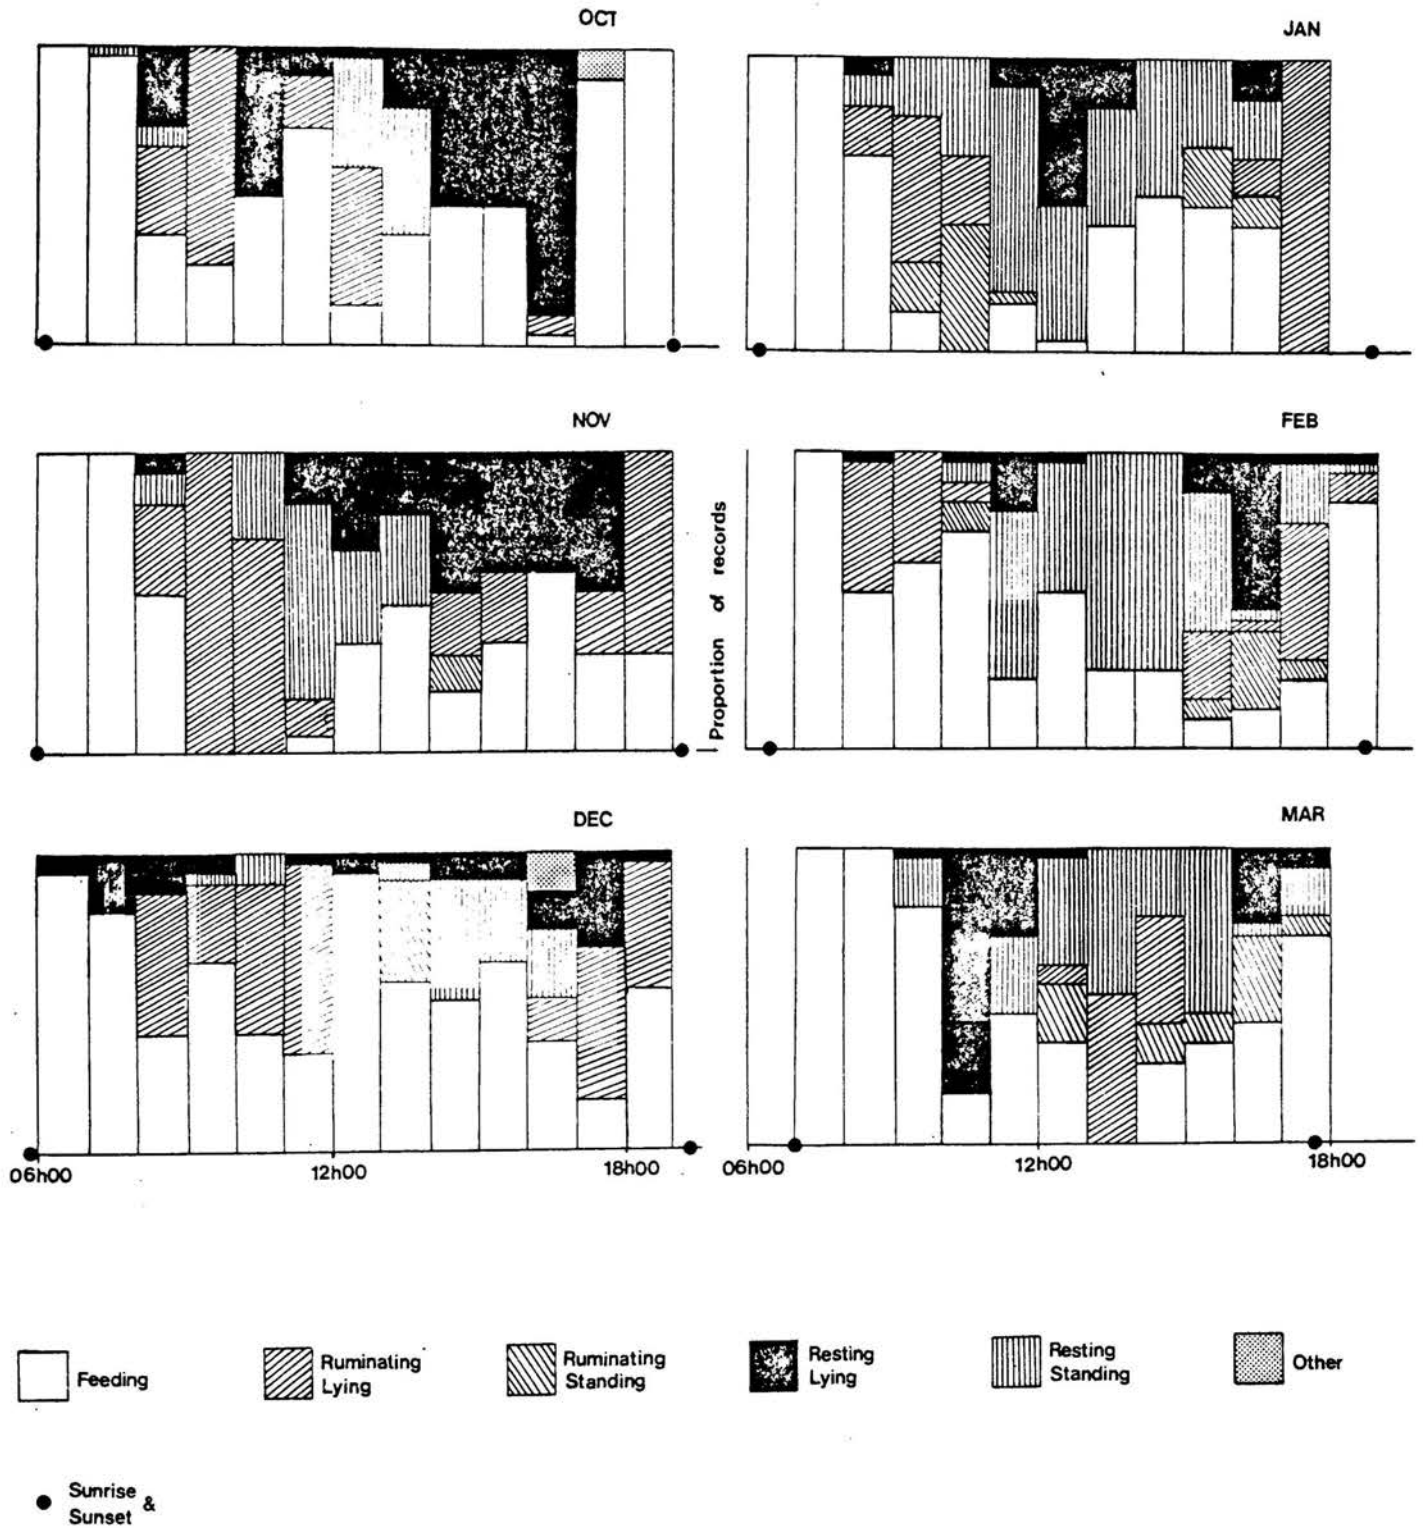 OCT
JAN
NOV
FEB
Proportion of records
DEC
MAR
06h00
12h00
18h00
06h00
12h00
18h00
Feeding
Ruminating
Lying
Ruminating
Standing
Resting
Lying
Resting
Standing
Other
Sunrise &
Sunset